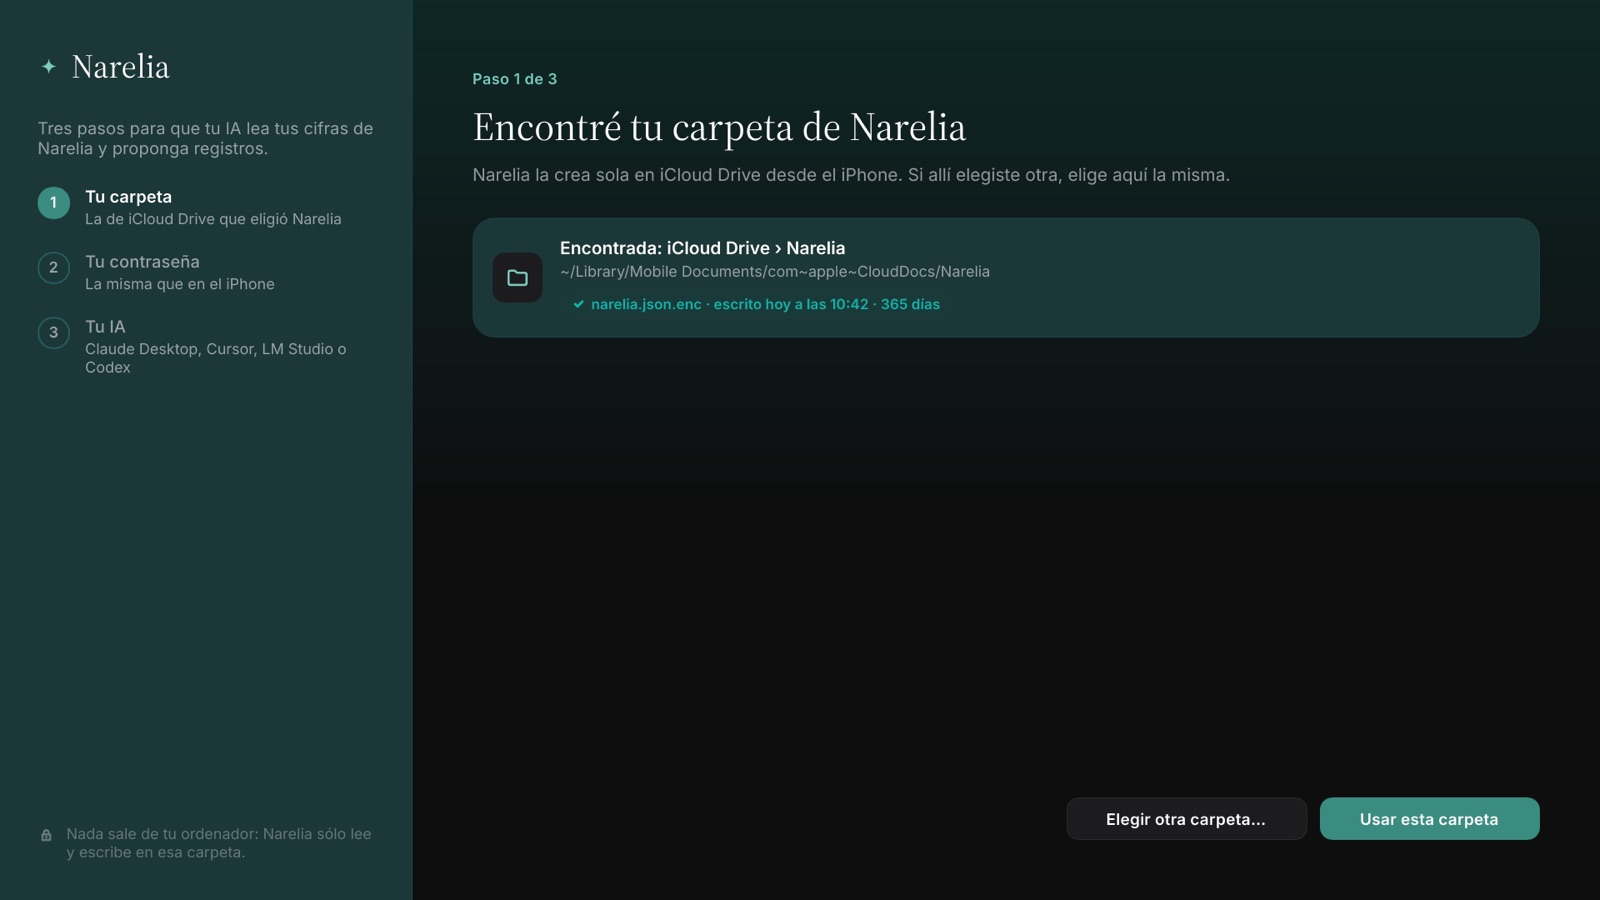 Narelia
Tres pasos para que tu IA lea tus cifras de
Narelia y proponga registros.
1
Tu carpeta
La de iCloud Drive que eligió Narelia
2
Tu contraseña
La misma que en el iPhone
3
Tu IA
Claude Desktop, Cursor, LM Studio o
Codex
Nada sale de tu ordenador: Narelia sólo lee
y escribe en esa carpeta.
Paso 1 de 3
Encontré tu carpeta de Narelia
Narelia la crea sola en iCloud Drive desde el iPhone. Si allí elegiste otra, elige aquí la misma.
Encontrada: iCloud Drive › Narelia
~/Library/Mobile Documents/com~apple~CloudDocs/Narelia
✓ narelia.json.enc · escrito hoy a las 10:42 · 365 días
Elegir otra carpeta...
Usar esta carpeta